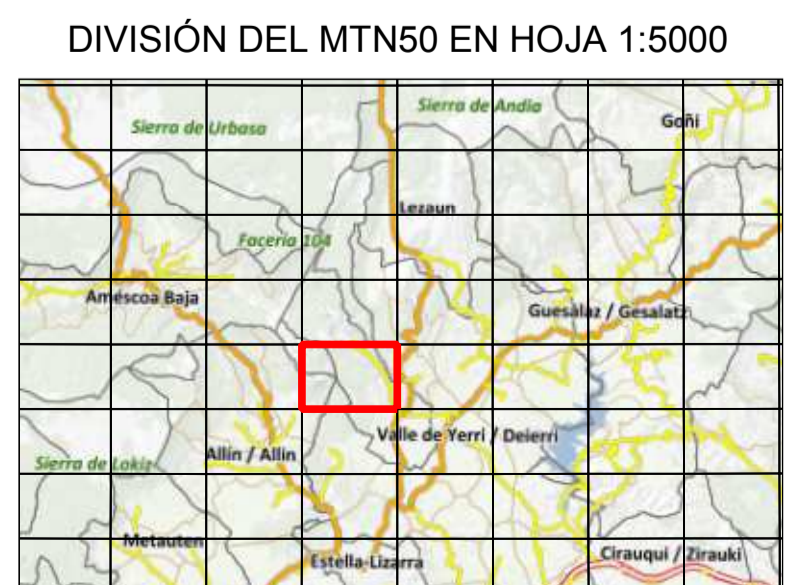 DIVISIÓN DEL MTN50 EN HOJA 1:5000
Sierra de Andia
Goñi
Sierra de Urbasa
Lezaun
Facería 104
Améscoa Baja
Guesálaz / Gesalatz
Valle de Yerri / Deierri
Allín / Allin
Sierra de Lokiz
Metauten
Estella-Lizarra
Cirauqui / Zirauki